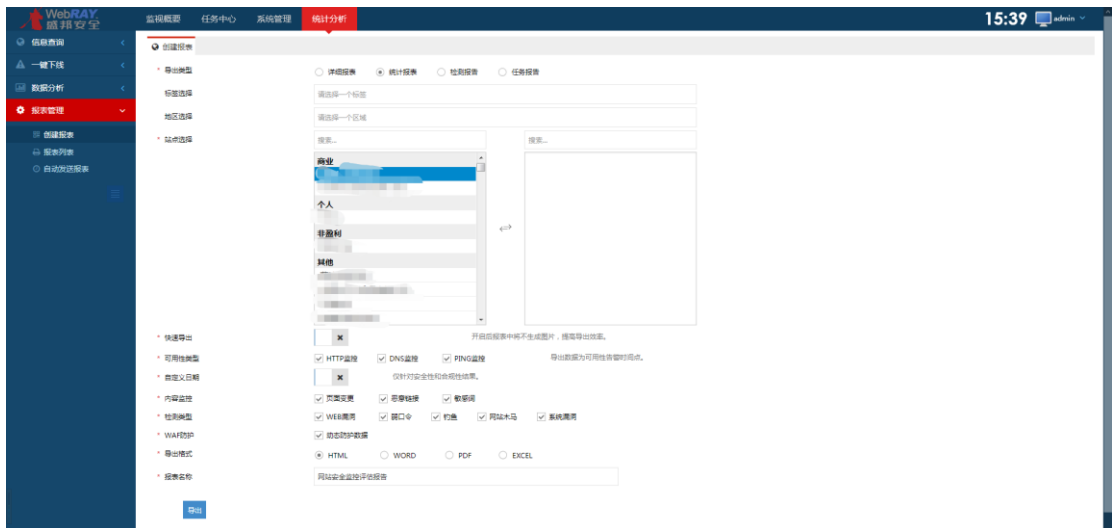 WebRAY.
盛邦安全
监视概要 任务中心 系统管理 统计分析
15:39 admin
信息查询
一键下线
数据分析
报表管理
创建报表
报表列表
自动发送报表
创建报表
* 导出类型 详细报表 统计报表 检测报告 任务报告
标签选择 请选择一个标签
地区选择 请选择一个区域
* 站点选择 搜索... 搜索...
商业
个人
非盈利
其他
* 快速导出 开启后报表中将不生成图片，提高导出效率。
* 可用性类型 HTTP监控 DNS监控 PING监控 导出数据为可用性告警时间点。
* 自定义日期 仅针对安全性和合规性结果。
* 内容监控 页面变更 恶意链接 敏感词
* 检测类型 WEB漏洞 弱口令 钓鱼 网站木马 系统漏洞
* WAF防护 动态防护数据
* 导出格式 HTML WORD PDF EXCEL
* 报表名称 网站安全监控评估报告
导出